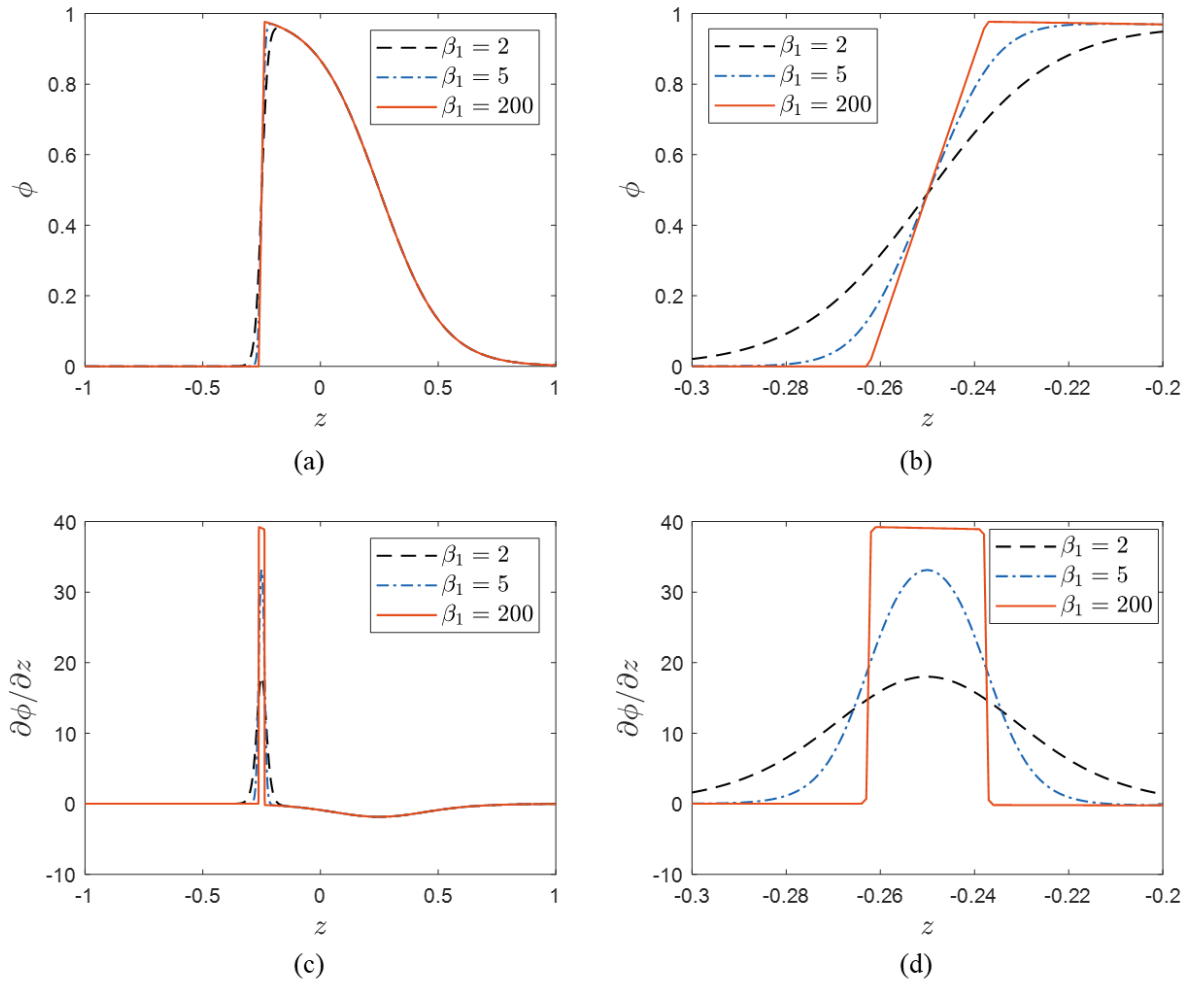 1
0.8
0.6
0.4
0.2
0
ϕ
β₁ = 2
β₁ = 5
β₁ = 200
-1 -0.5 0 0.5 1
z
(a)
1
0.8
0.6
0.4
0.2
0
ϕ
β₁ = 2
β₁ = 5
β₁ = 200
-0.3 -0.28 -0.26 -0.24 -0.22 -0.2
z
(b)
40
30
20
10
0
-10
∂ϕ/∂z
β₁ = 2
β₁ = 5
β₁ = 200
-1 -0.5 0 0.5 1
z
(c)
40
30
20
10
0
-10
∂ϕ/∂z
β₁ = 2
β₁ = 5
β₁ = 200
-0.3 -0.28 -0.26 -0.24 -0.22 -0.2
z
(d)